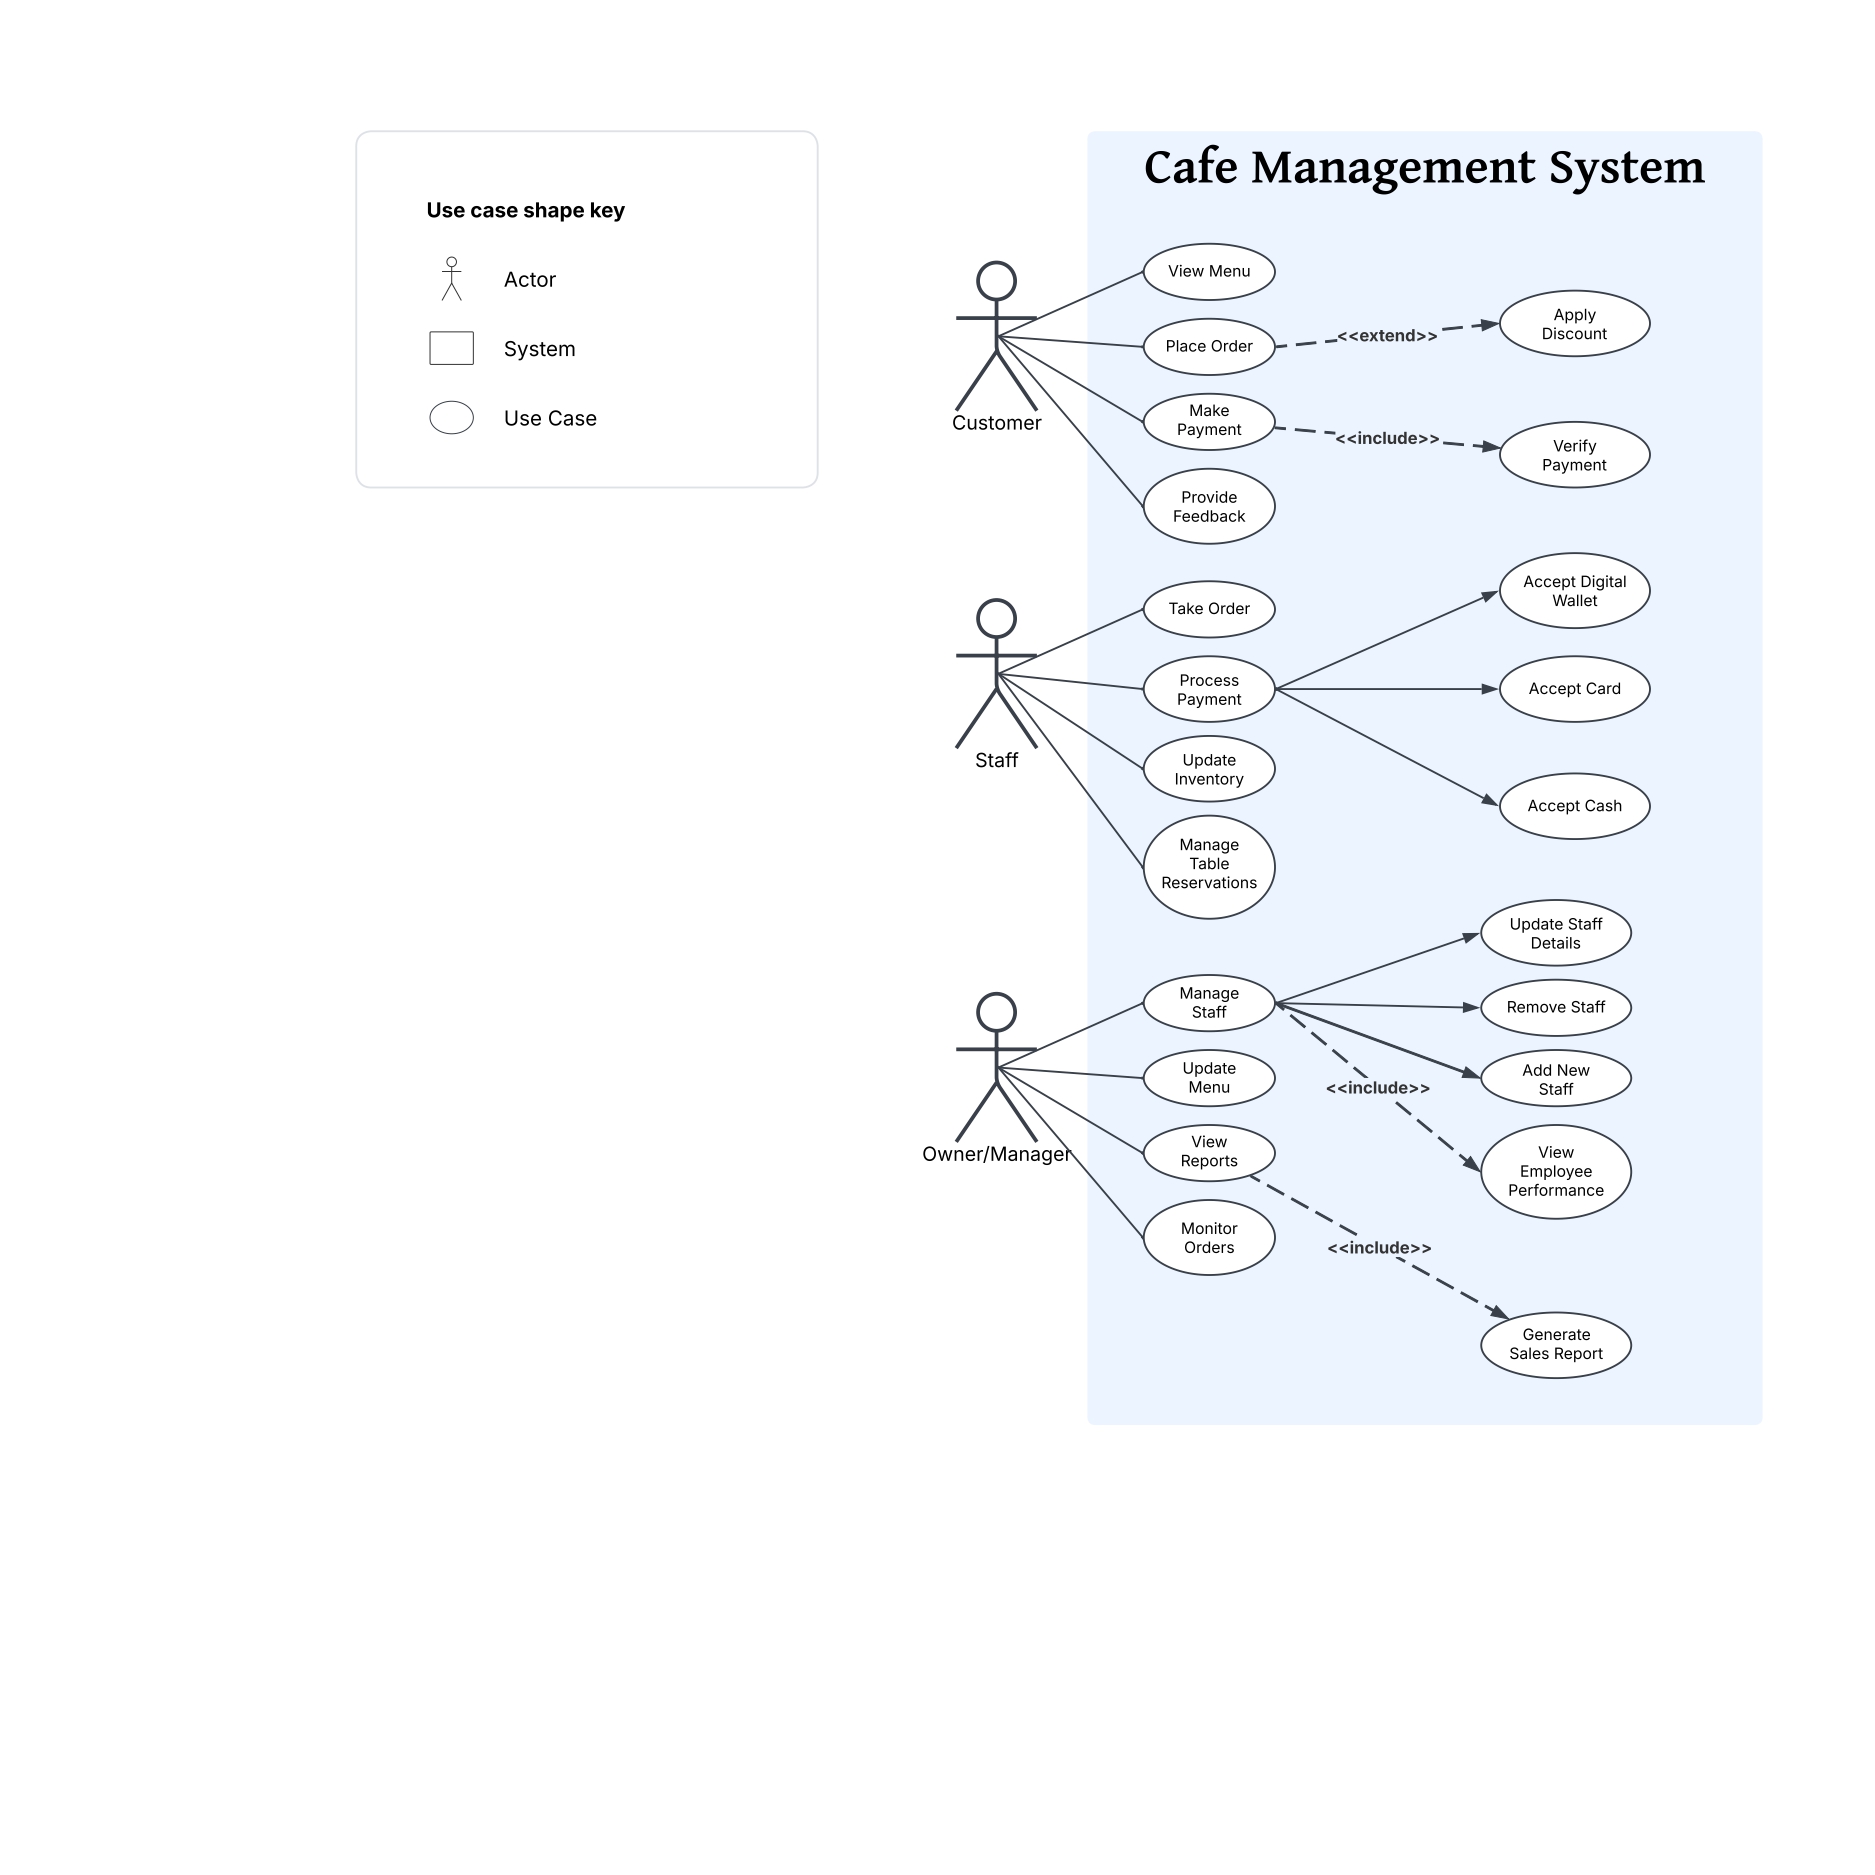 Use case shape key
Actor
System
Use Case
Cafe Management System
Customer
View Menu
Place Order
<<extend>>
Apply
Discount
Make
Payment
<<include>>
Verify
Payment
Provide
Feedback
Staff
Take Order
Process
Payment
Accept Digital
Wallet
Accept Card
Accept Cash
Update
Inventory
Manage
Table
Reservations
Owner/Manager
Manage
Staff
Update Staff
Details
Remove Staff
Add New
Staff
<<include>>
View
Employee
Performance
Update
Menu
View
Reports
<<include>>
Generate
Sales Report
Monitor
Orders